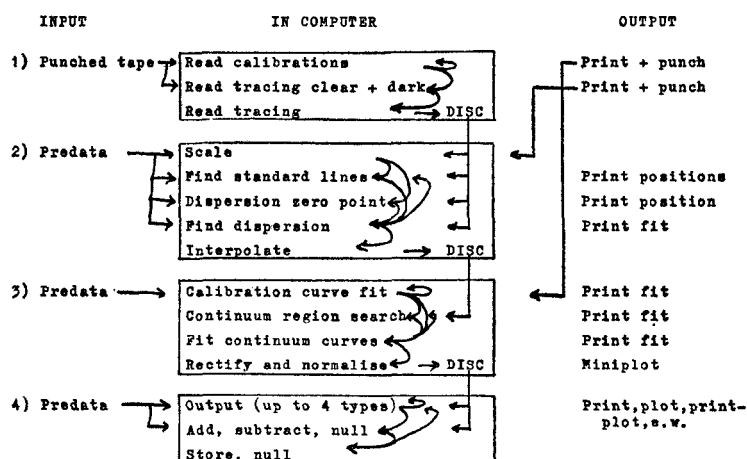 INPUT IN COMPUTER OUTPUT
1) Punched tape Read calibrations Print + punch
Read tracing clear + dark Print + punch
Read tracing DISC
2) Predata Scale
Find standard lines Print positions
Dispersion zero point Print position
Find dispersion Print fit
Interpolate DISC
3) Predata Calibration curve fit Print fit
Continuum region search Print fit
Fit continuum curves Print fit
Rectify and normalise DISC Miniplot
4) Predata Output (up to 4 types) Print,plot,print-
Add, subtract, null plot,e.w.
Store, null